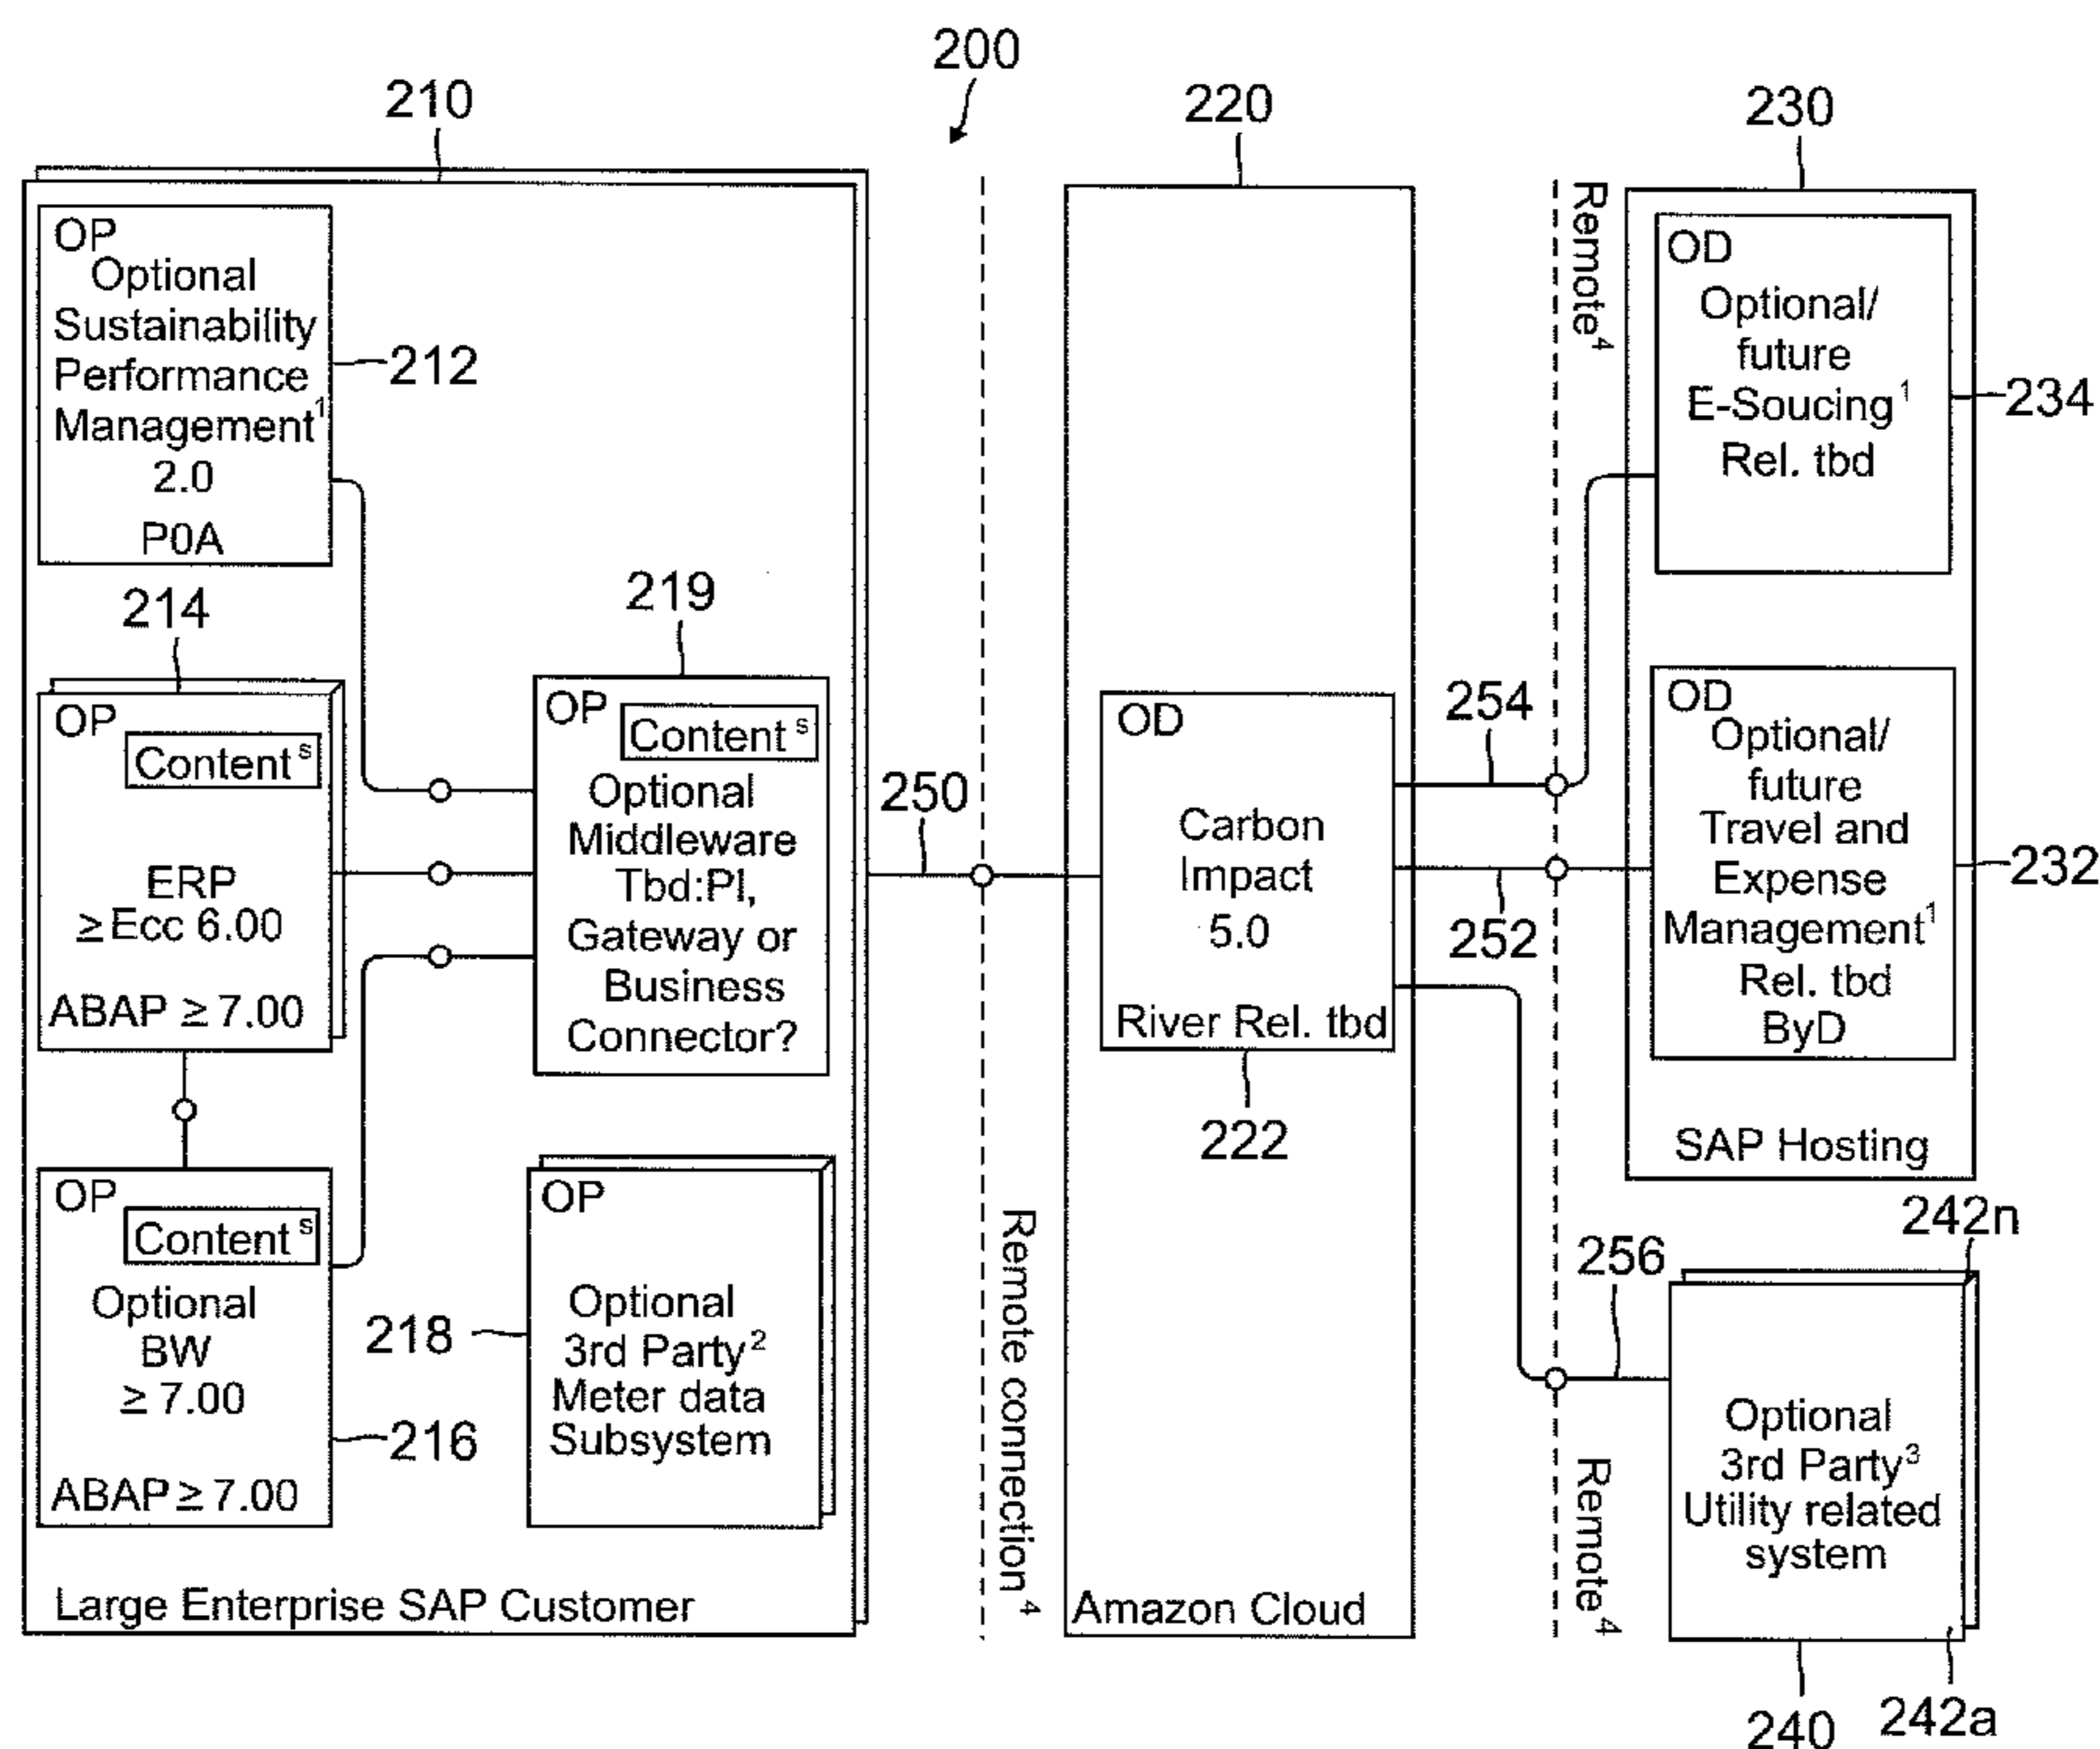 200
210
220
230
OP
Optional
Sustainability
Performance
Management¹
2.0
P0A
212
214
OP
Content ˢ
ERP
≥Ecc 6.00
ABAP ≥ 7.00
OP
Content ˢ
Optional
BW
≥ 7.00
ABAP ≥ 7.00
216
219
OP
Content ˢ
Optional
Middleware
Tbd:PI,
Gateway or
Business
Connector?
218
OP
Optional
3rd Party²
Meter data
Subsystem
Large Enterprise SAP Customer
250
Remote connection⁴
OD
Carbon
Impact
5.0
River Rel. tbd
222
Amazon Cloud
254
252
Remote⁴
OD
Optional/
future
E-Soucing¹
Rel. tbd
234
OD
Optional/
future
Travel and
Expense
Management¹
Rel. tbd
ByD
232
SAP Hosting
242n
256
Remote⁴
Optional
3rd Party³
Utility related
system
240
242a